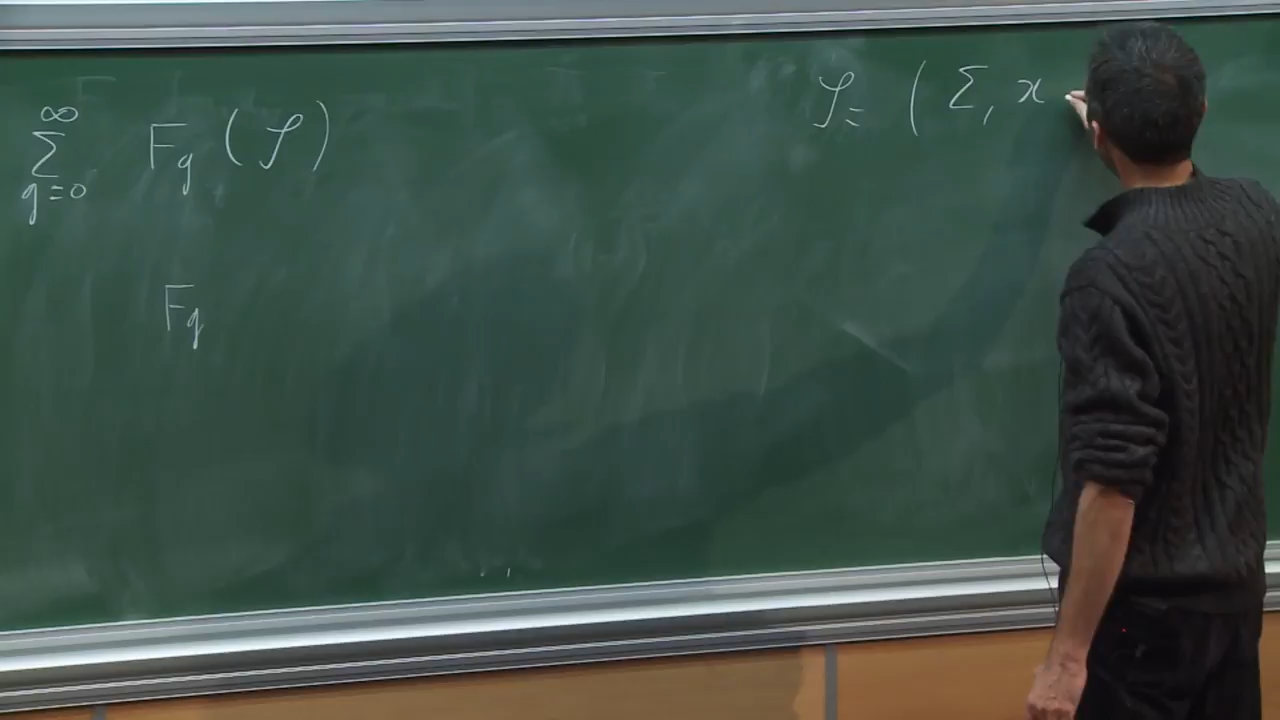 ∞
∑ F_g (𝒮)
g=0
𝒮 = ( Σ, x
F_g